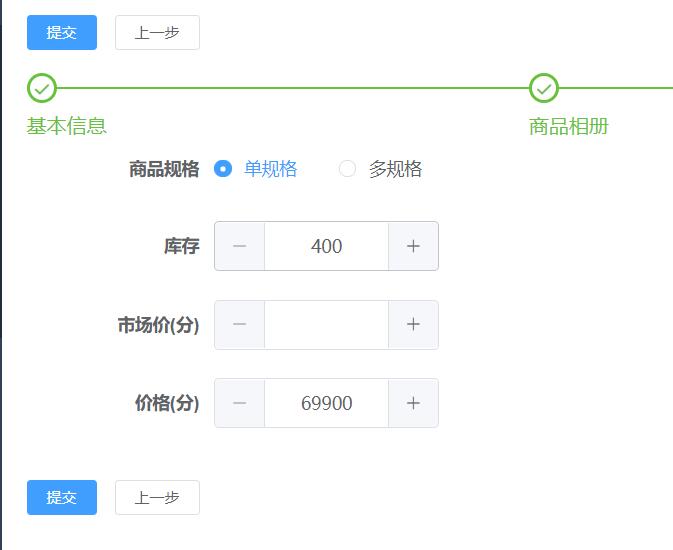 提交 上一步
基本信息 商品相册
商品规格 单规格 多规格
库存 400
市场价(分)
价格(分) 69900
提交 上一步